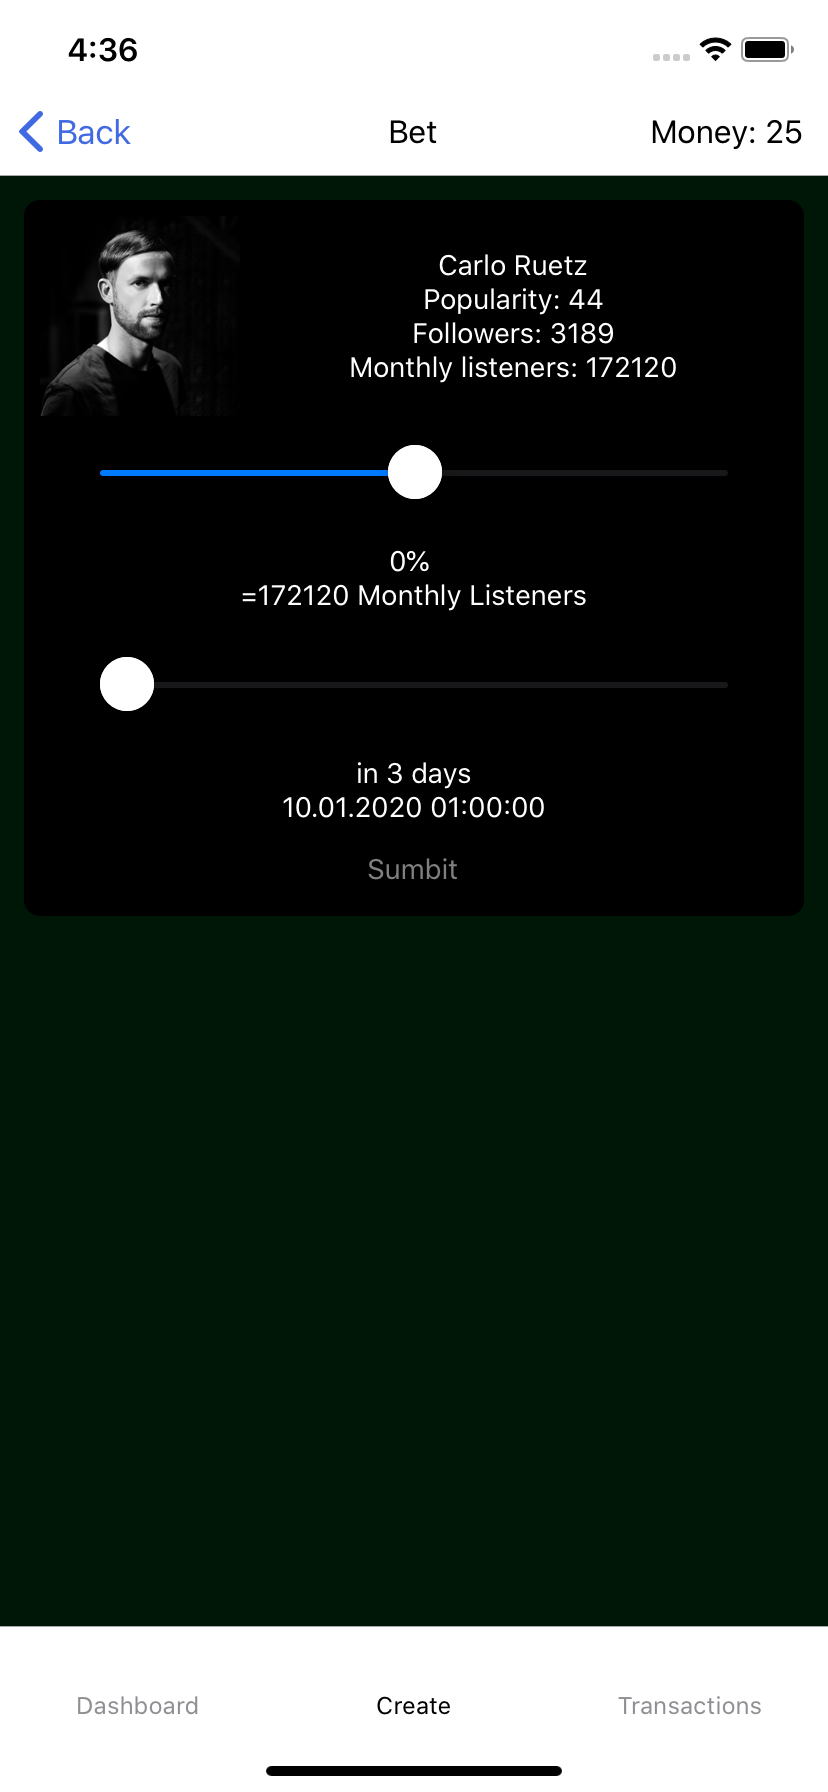 4:36
Back
Bet
Money: 25
Carlo Ruetz
Popularity: 44
Followers: 3189
Monthly listeners: 172120
0%
=172120 Monthly Listeners
in 3 days
10.01.2020 01:00:00
Sumbit
Dashboard
Create
Transactions